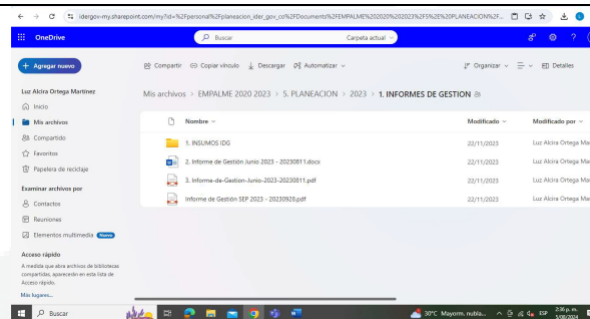 idergov-my.sharepoint.com/my?id=%2Fpersonal%2Fplaneacion_ider_gov_co%2FDocuments%2FEMPALME%202020%202023%2F5%2E%20PLANEACION%2F...
OneDrive
Buscar
Carpeta actual
+ Agregar nuevo
Compartir
Copiar vínculo
Descargar
Automatizar
Organizar
Detalles
Luz Alcira Ortega Martinez
Inicio
Mis archivos
Compartido
Favoritos
Papelera de reciclaje
Examinar archivos por
Contactos
Reuniones
Elementos multimedia Nuevo
Acceso rápido
A medida que abra archivos de bibliotecas
compartidas, aparecerán en esta lista de
Acceso rápido.
Más lugares...
Mis archivos > EMPALME 2020 2023 > 5. PLANEACION > 2023 > 1. INFORMES DE GESTION
Nombre
Modificado
Modificado por
1. INSUMOS IDG
22/11/2023
Luz Alcira Ortega Mar
2. Informe de Gestión Junio 2023 - 20230811.docx
22/11/2023
Luz Alcira Ortega Mar
3. Informe-de-Gestion-Junio-2023-20230811.pdf
22/11/2023
Luz Alcira Ortega Mar
Informe de Gestión SEP 2023 - 20230928.pdf
22/11/2023
Luz Alcira Ortega Mar
Buscar
30°C Mayorm. nubla...
ESP
2:36 p. m.
5/08/2024